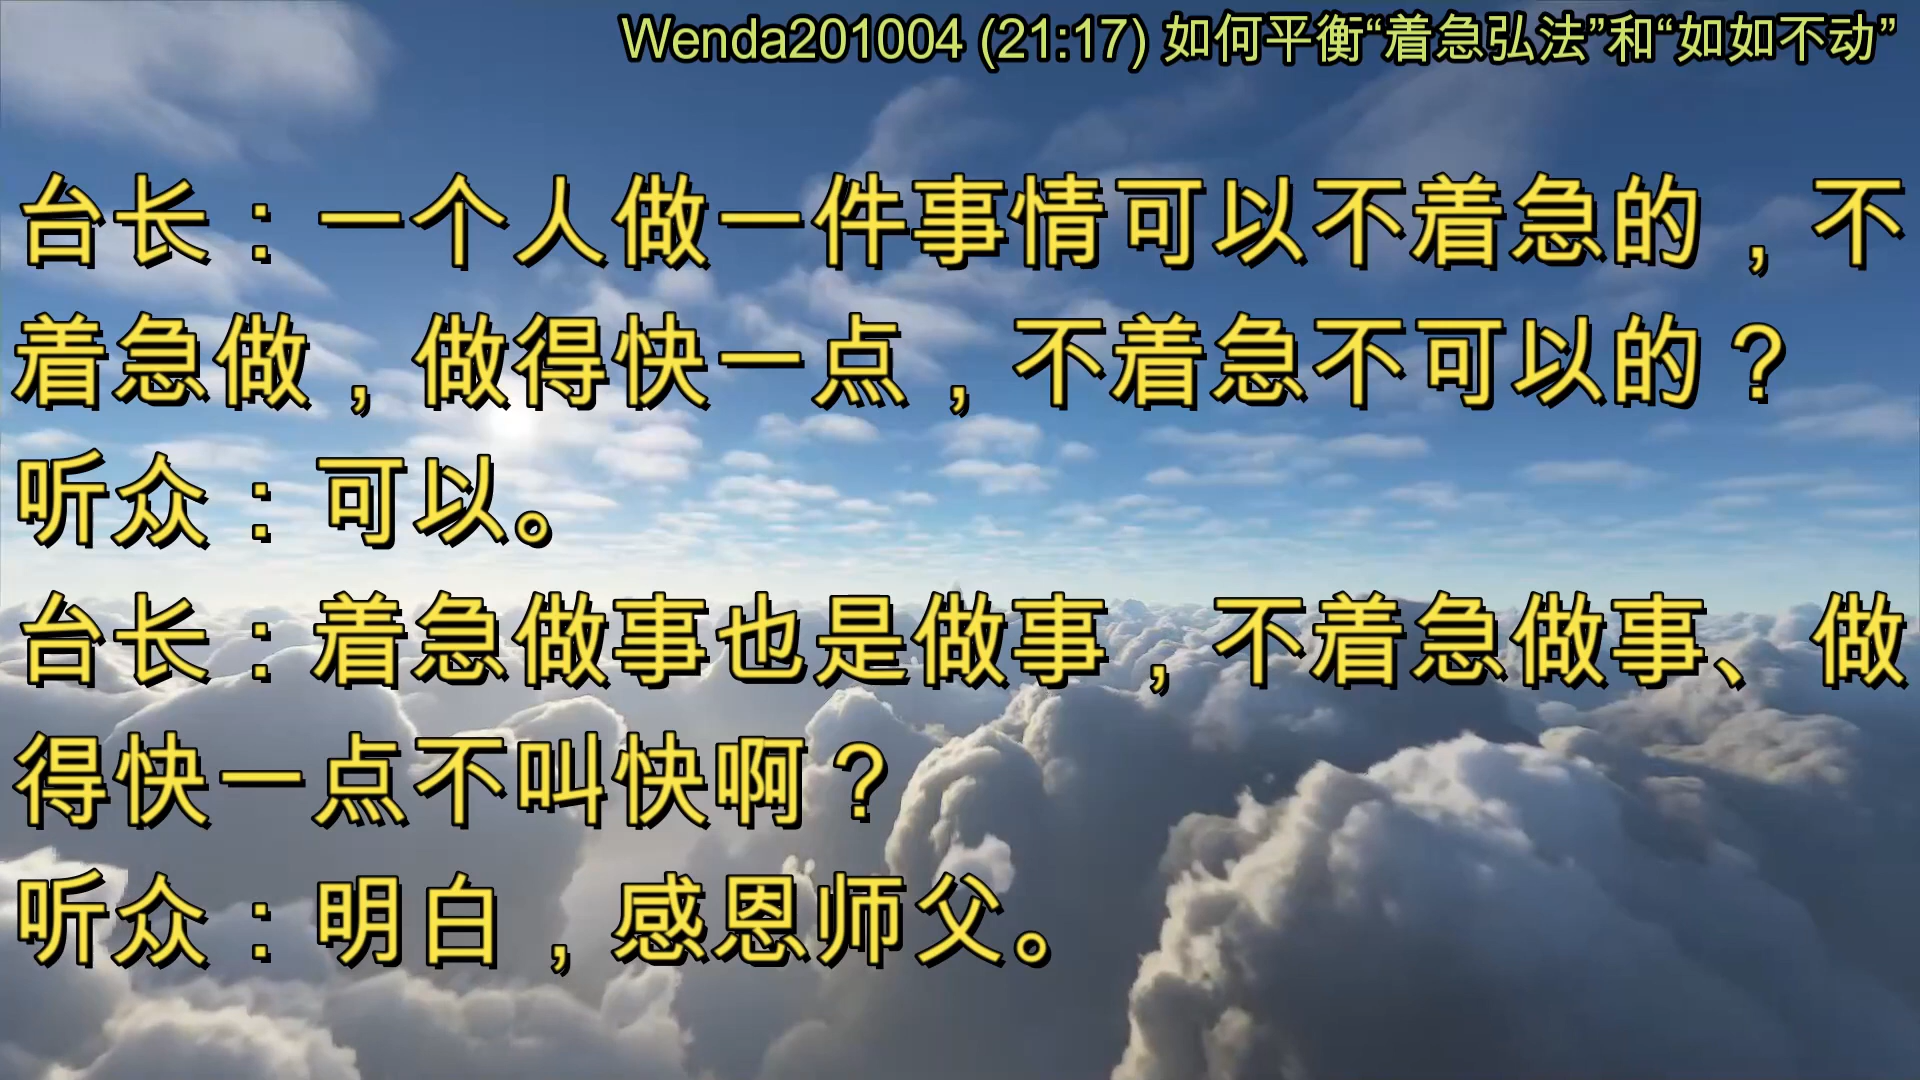 Wenda201004 (21:17) 如何平衡“着急弘法”和“如如不动”
台长：一个人做一件事情可以不着急的，不
着急做，做得快一点，不着急不可以的？
听众：可以。
台长：着急做事也是做事，不着急做事、做
得快一点不叫快啊？
听众：明白，感恩师父。